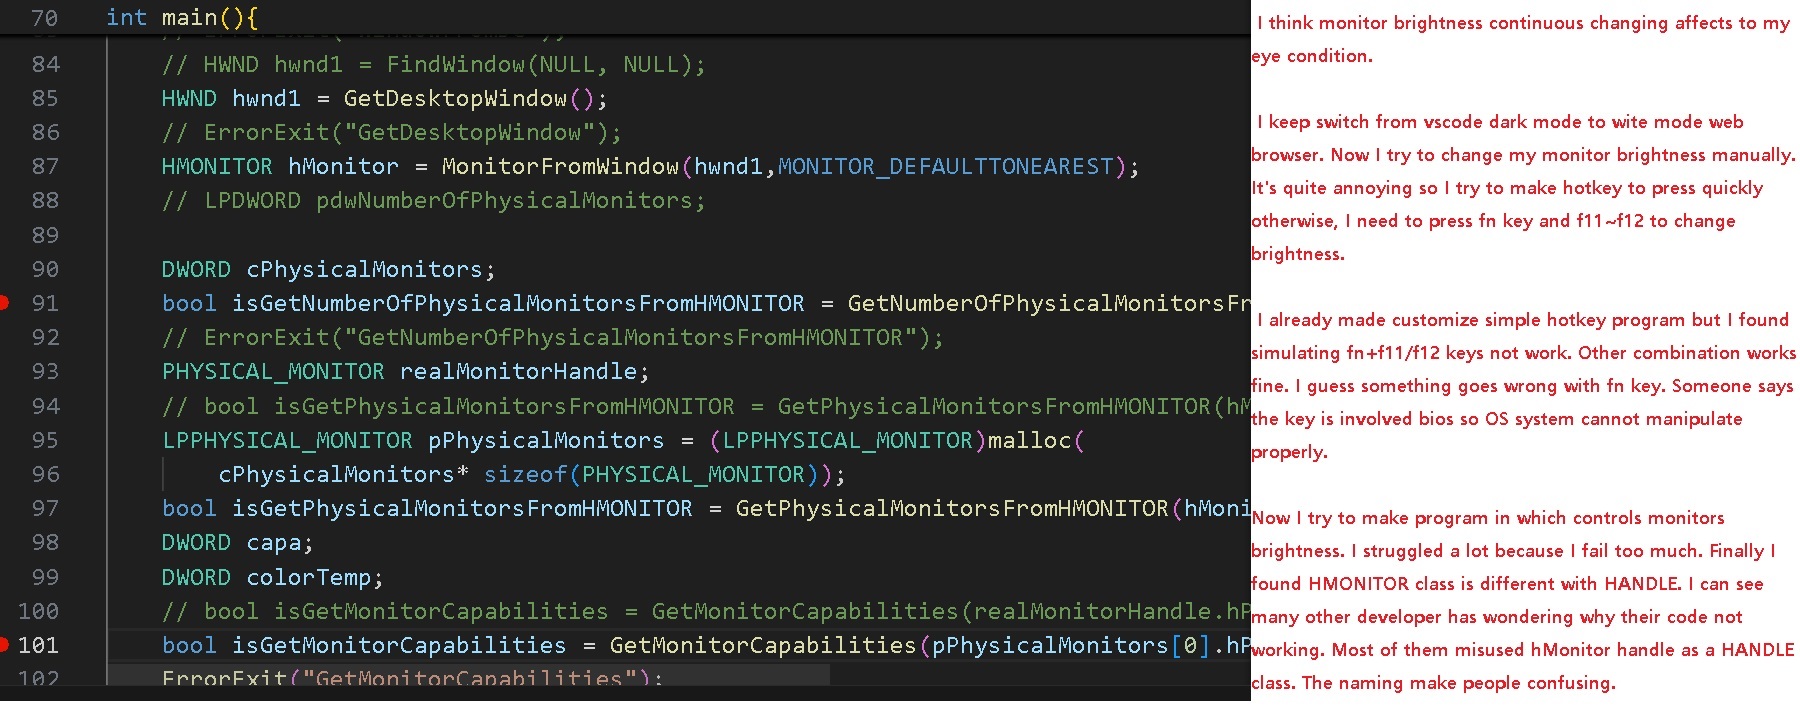 70 int main(){
84 // HWND hwnd1 = FindWindow(NULL, NULL);
85 HWND hwnd1 = GetDesktopWindow();
86 // ErrorExit("GetDesktopWindow");
87 HMONITOR hMonitor = MonitorFromWindow(hwnd1,MONITOR_DEFAULTTONEAREST);
88 // LPDWORD pdwNumberOfPhysicalMonitors;
89
90 DWORD cPhysicalMonitors;
91 bool isGetNumberOfPhysicalMonitorsFromHMONITOR = GetNumberOfPhysicalMonitorsFr
92 // ErrorExit("GetNumberOfPhysicalMonitorsFromHMONITOR");
93 PHYSICAL_MONITOR realMonitorHandle;
94 // bool isGetPhysicalMonitorsFromHMONITOR = GetPhysicalMonitorsFromHMONITOR(hM
95 LPPHYSICAL_MONITOR pPhysicalMonitors = (LPPHYSICAL_MONITOR)malloc(
96 cPhysicalMonitors* sizeof(PHYSICAL_MONITOR));
97 bool isGetPhysicalMonitorsFromHMONITOR = GetPhysicalMonitorsFromHMONITOR(hMoni
98 DWORD capa;
99 DWORD colorTemp;
100 // bool isGetMonitorCapabilities = GetMonitorCapabilities(realMonitorHandle.hP
101 bool isGetMonitorCapabilities = GetMonitorCapabilities(pPhysicalMonitors[0].hP
102 ErrorExit("GetMonitorCapabilities");
I think monitor brightness continuous changing affects to my
eye condition.
I keep switch from vscode dark mode to wite mode web
browser. Now I try to change my monitor brightness manually.
It's quite annoying so I try to make hotkey to press quickly
otherwise, I need to press fn key and f11~f12 to change
brightness.
I already made customize simple hotkey program but I found
simulating fn+f11/f12 keys not work. Other combination works
fine. I guess something goes wrong with fn key. Someone says
the key is involved bios so OS system cannot manipulate
properly.
Now I try to make program in which controls monitors
brightness. I struggled a lot because I fail too much. Finally I
found HMONITOR class is different with HANDLE. I can see
many other developer has wondering why their code not
working. Most of them misused hMonitor handle as a HANDLE
class. The naming make people confusing.